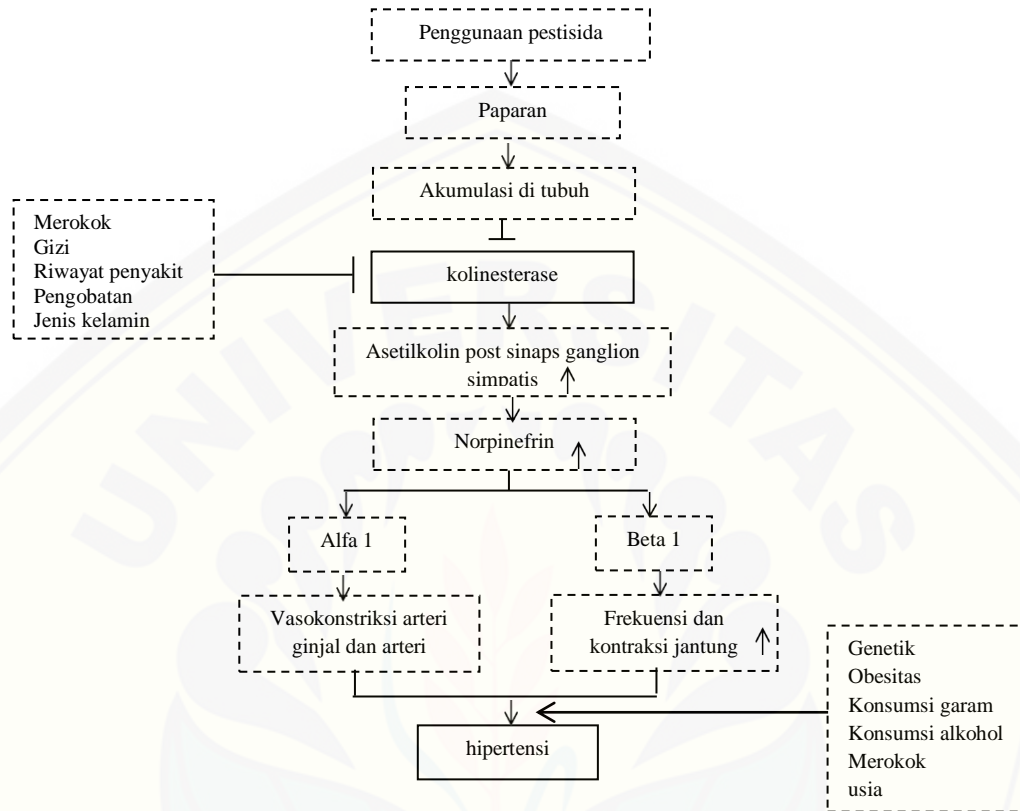 Penggunaan pestisida
Paparan
Akumulasi di tubuh
Merokok
Gizi
Riwayat penyakit
Pengobatan
Jenis kelamin
kolinesterase
Asetilkolin post sinaps ganglion
simpatis
Norpinefrin
Alfa 1
Beta 1
Vasokonstriksi arteri
ginjal dan arteri
Frekuensi dan
kontraksi jantung
Genetik
Obesitas
Konsumsi garam
Konsumsi alkohol
Merokok
usia
hipertensi
UNIVERSITAS